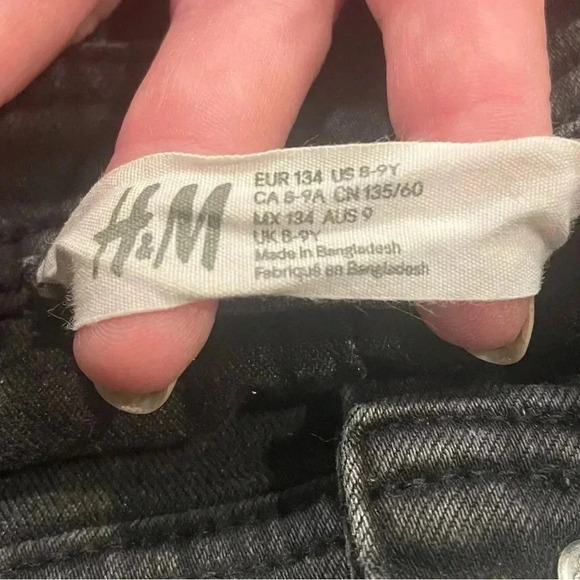 H&M
EUR 134 US 8-9Y
CA 8-9A CN 135/60
MX 134 AUS 9
UK 8-9Y
Made in Bangladesh
Fabriqué en Bangladesh